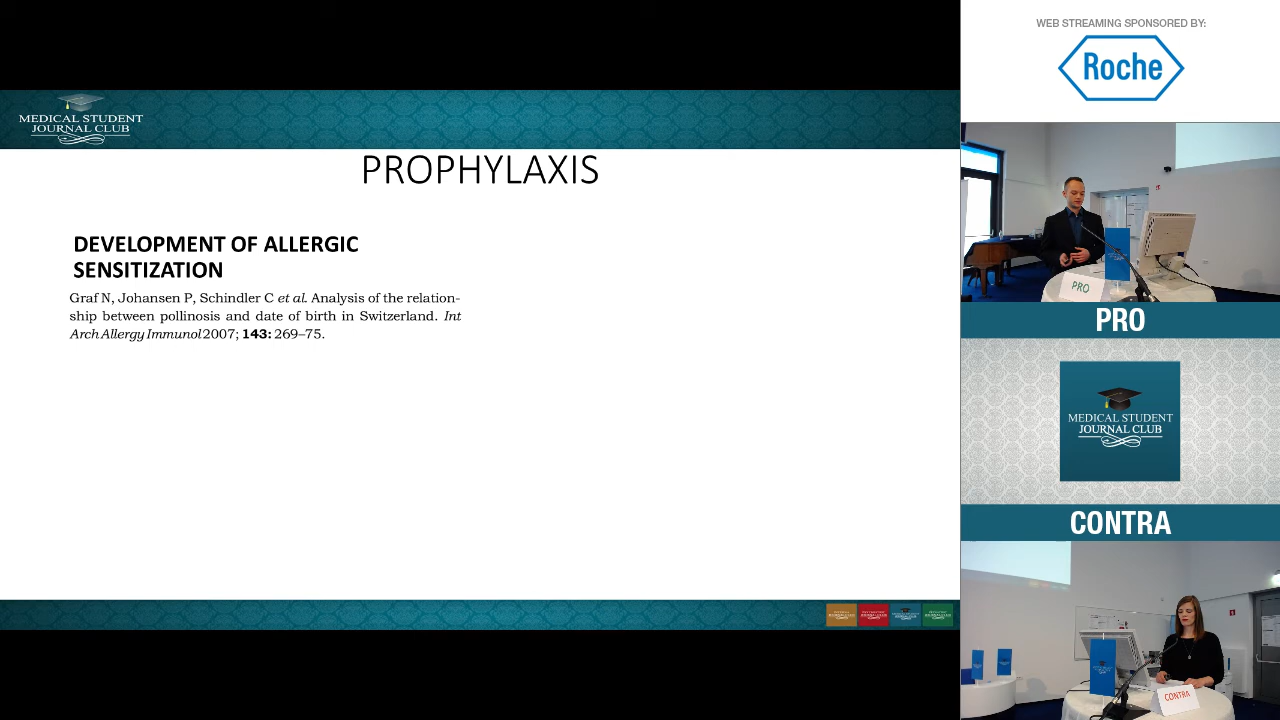 MEDICAL STUDENT
JOURNAL CLUB
PROPHYLAXIS
DEVELOPMENT OF ALLERGIC
SENSITIZATION
Graf N, Johansen P, Schindler C et al. Analysis of the relation-
ship between pollinosis and date of birth in Switzerland. Int
Arch Allergy Immunol 2007; 143: 269–75.
WEB STREAMING SPONSORED BY:
Roche
PRO
PRO
MEDICAL STUDENT
JOURNAL CLUB
CONTRA
CONTRA